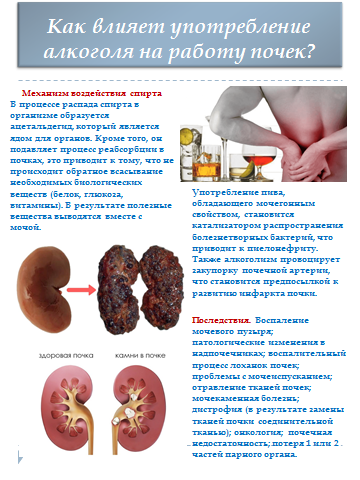 Как влияет употребление
алкоголя на работу почек?
Механизм воздействия спирта
В процессе распада спирта в
организме образуется
ацетальдегид, который является
ядом для органов. Кроме того, он
подавляет процесс реабсорбции в
почках, это приводит к тому, что не
происходит обратное всасывание
необходимых биологических
веществ (белок, глюкоза,
витамины). В результате полезные
вещества выводятся вместе с
мочой.
Употребление пива,
обладающего мочегонным
свойством, становится
катализатором распространения
болезнетворных бактерий, что
приводит к пиелонефриту.
Также алкоголизм провоцирует
закупорку почечной артерии,
что становится предпосылкой к
развитию инфаркта почки.
здоровая почка
камни в почке
Последствия. Воспаление
мочевого пузыря;
патологические изменения в
надпочечниках; воспалительный
процесс лоханок почек;
проблемы с мочеиспусканием;
отравление тканей почек;
мочекаменная болезнь;
дистрофия (в результате замены
тканей почки соединительной
тканью); онкология; почечная
недостаточность; потеря 1 или 2
частей парного органа.